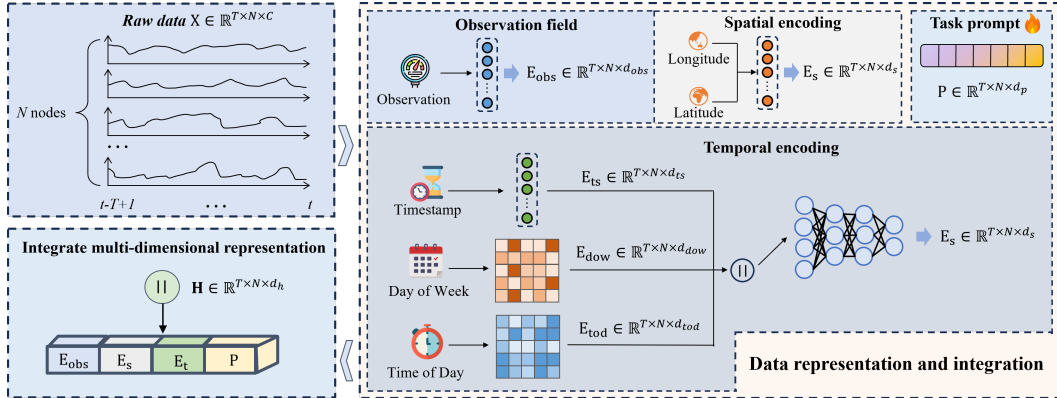 Raw data X ∈ ℝ^{T×N×C}
N nodes
• • •
t-T+1
• • •
t
Integrate multi-dimensional representation
||
H ∈ ℝ^{T×N×d_h}
E_obs
E_s
E_t
P
Observation field
Observation
E_obs ∈ ℝ^{T×N×d_obs}
Spatial encoding
Longitude
Latitude
E_s ∈ ℝ^{T×N×d_s}
Task prompt
P ∈ ℝ^{T×N×d_p}
Temporal encoding
Timestamp
E_ts ∈ ℝ^{T×N×d_ts}
Day of Week
E_dow ∈ ℝ^{T×N×d_dow}
Time of Day
E_tod ∈ ℝ^{T×N×d_tod}
||
E_s ∈ ℝ^{T×N×d_s}
Data representation and integration